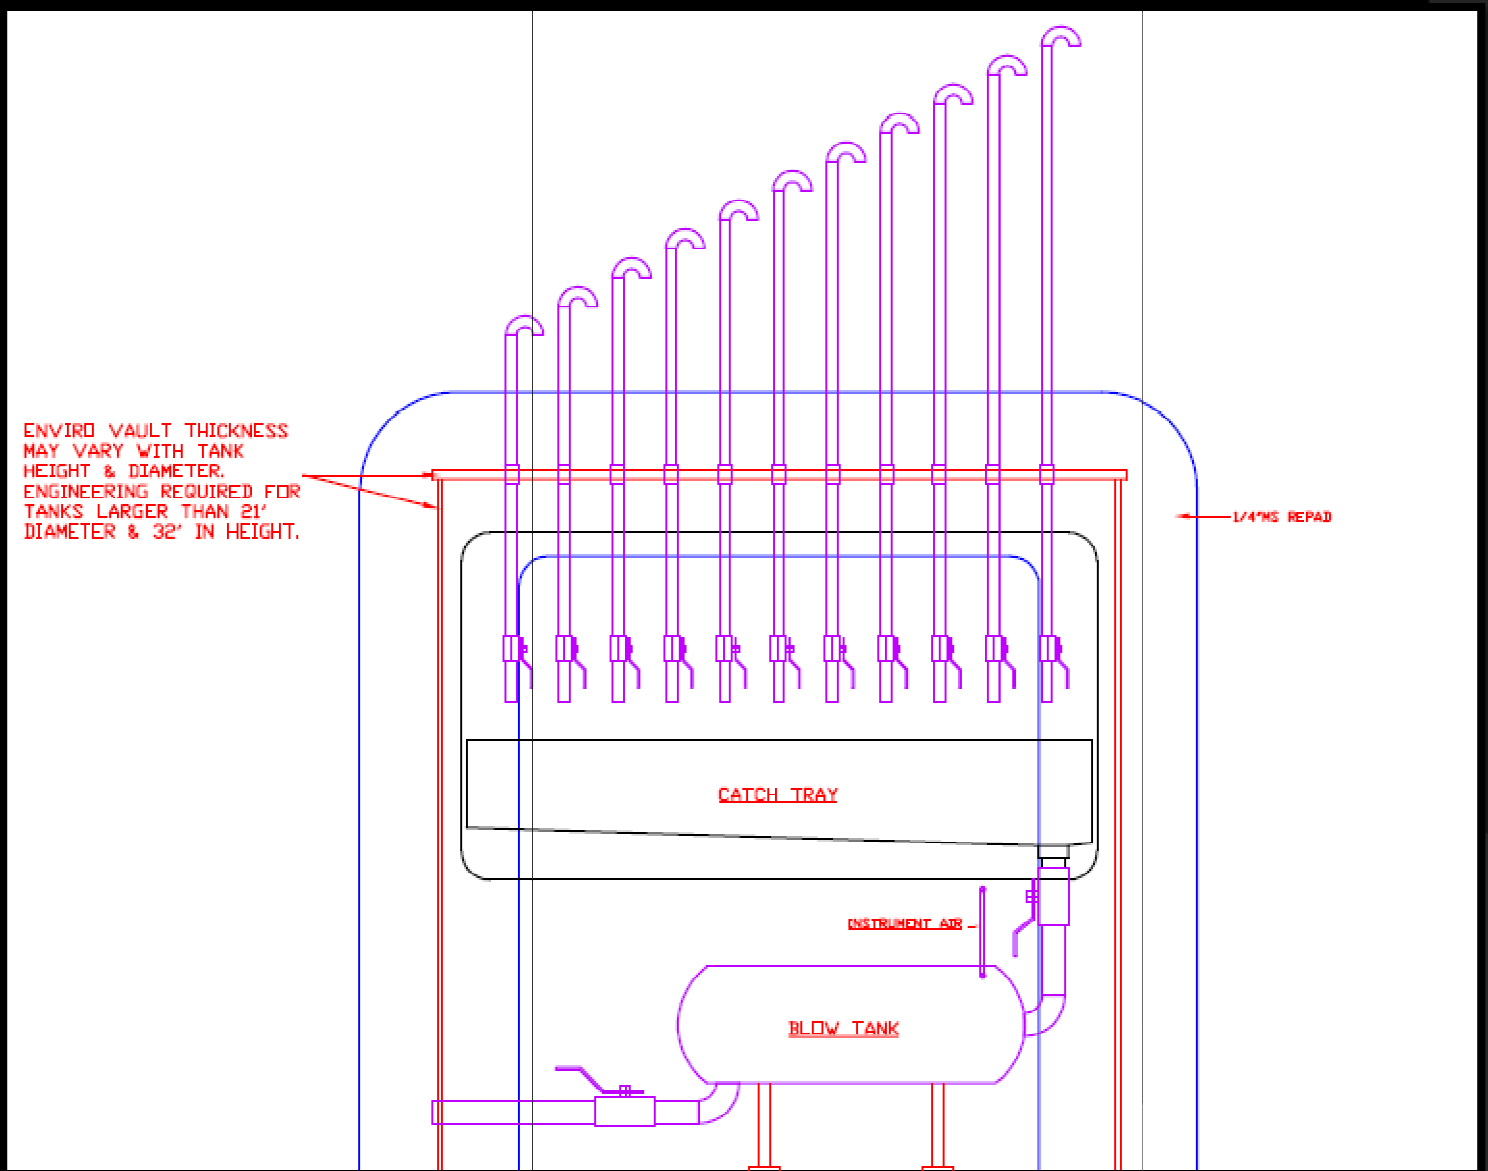 ENVIRO VAULT THICKNESS
MAY VARY WITH TANK
HEIGHT & DIAMETER.
ENGINEERING REQUIRED FOR
TANKS LARGER THAN 21'
DIAMETER & 32' IN HEIGHT.
1/4"MS REPAD
CATCH TRAY
INSTRUMENT AIR
BLOW TANK